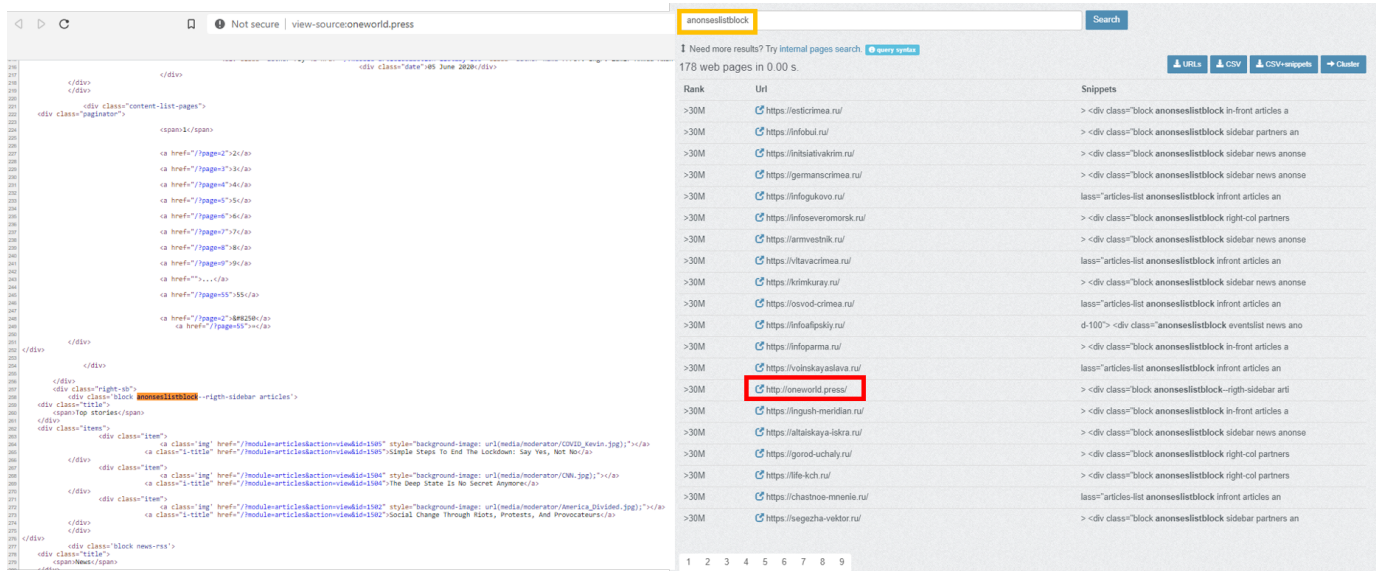 Not secure | view-source:oneworld.press
<div class="date">05 June 2020</div>
</div>
</div>
</div>
<div class="content-list-pages">
<div class="paginator">
<span>1</span>
<a href="/?page=2">2</a>
<a href="/?page=3">3</a>
<a href="/?page=4">4</a>
<a href="/?page=5">5</a>
<a href="/?page=6">6</a>
<a href="/?page=7">7</a>
<a href="/?page=8">8</a>
<a href="/?page=9">9</a>
<a href="">...</a>
<a href="/?page=55">55</a>
<a href="/?page=2">&#8250</a>
<a href="/?page=55">»</a>
</div>
</div>
</div>
</div>
<div class="right-sb">
<div class='block anonseslistblock--rigth-sidebar articles'>
<div class="title">
<span>Top stories</span>
</div>
<div class="items">
<div class="item">
<a class='img' href="/?module=articles&action=view&id=1505" style="background-image: url(media/moderator/COVID_Kevin.jpg);"></a>
<a class="i-title" href="/?module=articles&action=view&id=1505">Simple Steps To End The Lockdown: Say Yes, Not No</a>
</div>
<div class="item">
<a class='img' href="/?module=articles&action=view&id=1504" style="background-image: url(media/moderator/CNN.jpg);"></a>
<a class="i-title" href="/?module=articles&action=view&id=1504">The Deep State Is No Secret Anymore</a>
</div>
<div class="item">
<a class='img' href="/?module=articles&action=view&id=1502" style="background-image: url(media/moderator/America_Divided.jpg);"></a>
<a class="i-title" href="/?module=articles&action=view&id=1502">Social Change Through Riots, Protests, And Provocateurs</a>
</div>
</div>
</div>
<div class='block news-rss'>
<div class="title">
<span>News</span>
</div>
anonseslistblock Search
Need more results? Try internal pages search. query syntax
178 web pages in 0.00 s. URLs CSV CSV+snippets Cluster
Rank Url Snippets
>30M https://esticrimea.ru/ > <div class="block anonseslistblock in-front articles a
>30M https://infobui.ru/ > <div class="block anonseslistblock sidebar partners an
>30M https://initsiativakrim.ru/ > <div class="block anonseslistblock sidebar news anonse
>30M https://germanscrimea.ru/ > <div class="block anonseslistblock sidebar news anonse
>30M https://infogukovo.ru/ lass="articles-list anonseslistblock infront articles an
>30M https://infoseveromorsk.ru/ > <div class="block anonseslistblock right-col partners
>30M https://armvestnik.ru/ > <div class="block anonseslistblock sidebar news anonse
>30M https://vltavacrimea.ru/ lass="articles-list anonseslistblock infront articles an
>30M https://krimkuray.ru/ > <div class="block anonseslistblock sidebar news anonse
>30M https://osvod-crimea.ru/ lass="articles-list anonseslistblock infront articles an
>30M https://infoafipskiy.ru/ d-100"> <div class="anonseslistblock eventslist news ano
>30M https://infoparma.ru/ > <div class="block anonseslistblock in-front articles a
>30M https://voinskayaslava.ru/ lass="articles-list anonseslistblock infront articles an
>30M http://oneworld.press/ > <div class='block anonseslistblock--rigth-sidebar arti
>30M https://ingush-meridian.ru/ > <div class="block anonseslistblock in-front articles a
>30M https://altaiskaya-iskra.ru/ > <div class="block anonseslistblock sidebar news anonse
>30M https://gorod-uchaly.ru/ > <div class="block anonseslistblock right-col partners
>30M https://life-kch.ru/ > <div class="block anonseslistblock right-col partners
>30M https://chastnoe-mnenie.ru/ lass="articles-list anonseslistblock infront articles an
>30M https://segezha-vektor.ru/ > <div class="block anonseslistblock sidebar partners an
1 2 3 4 5 6 7 8 9